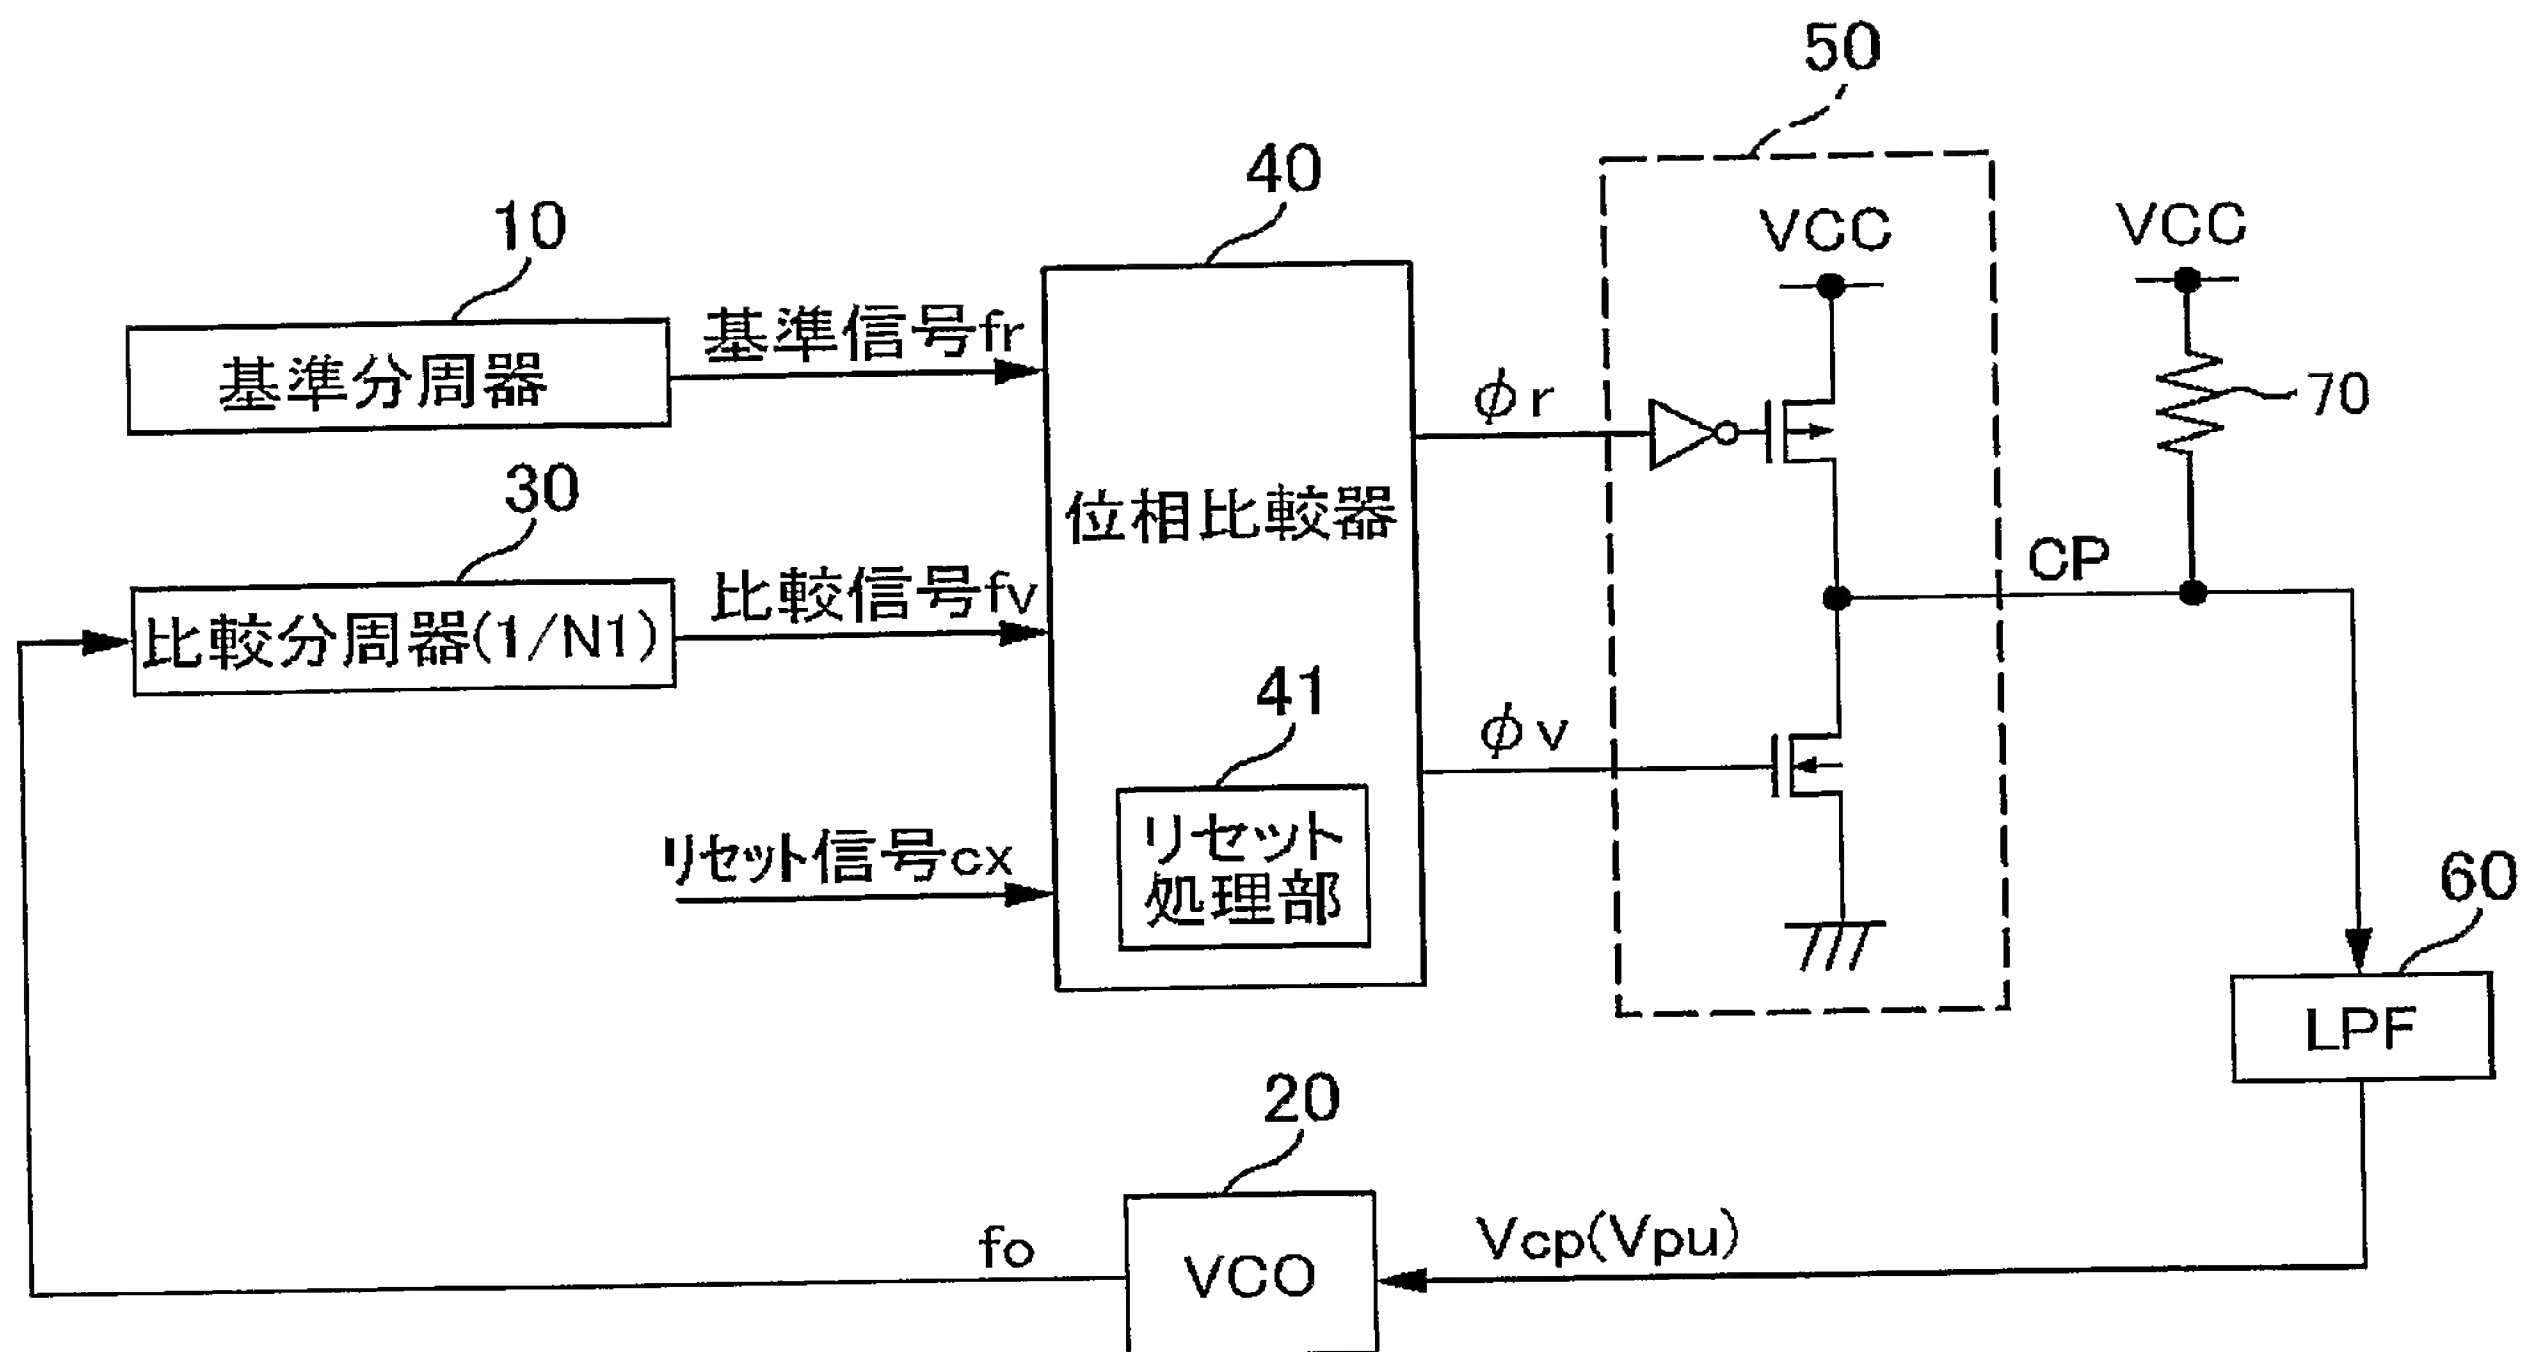 50
40
10
VCC
VCC
基準信号fr
基準分周器
φr
70
30
位相比較器
CP
比較信号fv
比較分周器(1/N1)
41
φv
リセット
処理部
リセット信号cx
60
LPF
20
fo
VCO
Vcp(Vpu)